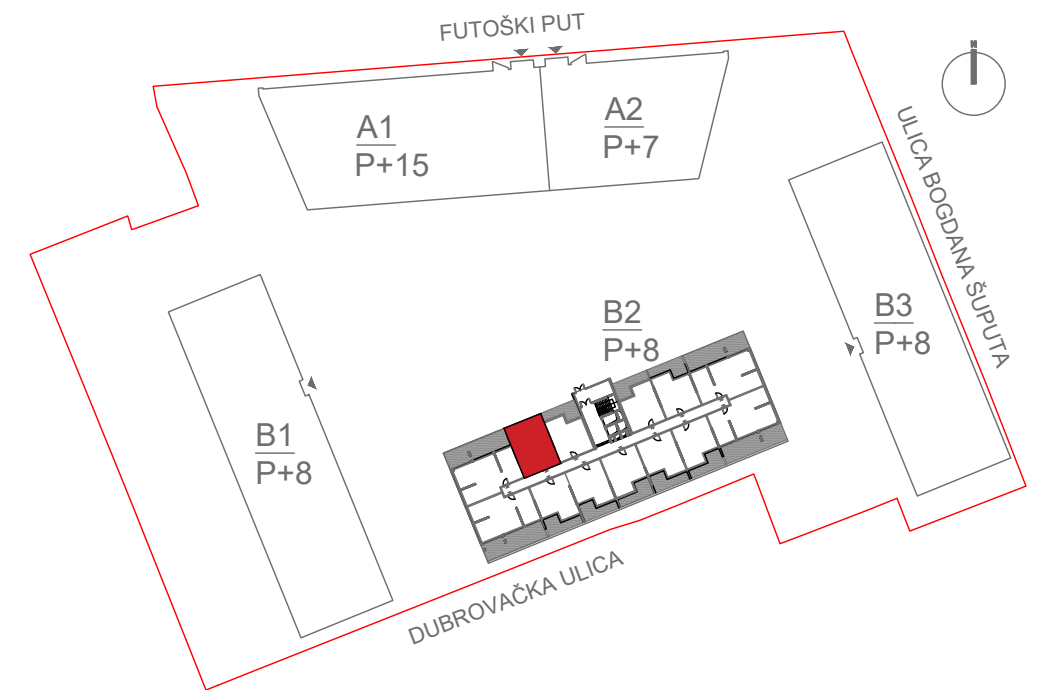 FUTOŠKI PUT
N
A1
P+15
A2
P+7
ULICA BOGDANA ŠUPUTA
B2
P+8
B3
P+8
B1
P+8
DUBROVAČKA ULICA